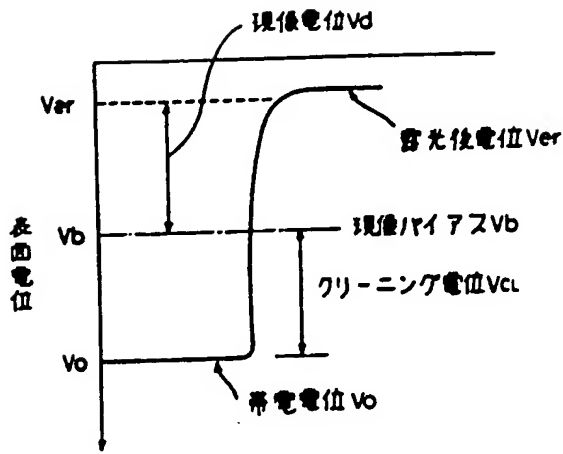 現像電位Vd
Ver
露光後電位Ver
表面電位
Vb
現像バイアスVb
クリーニング電位VCL
Vo
帯電電位Vo